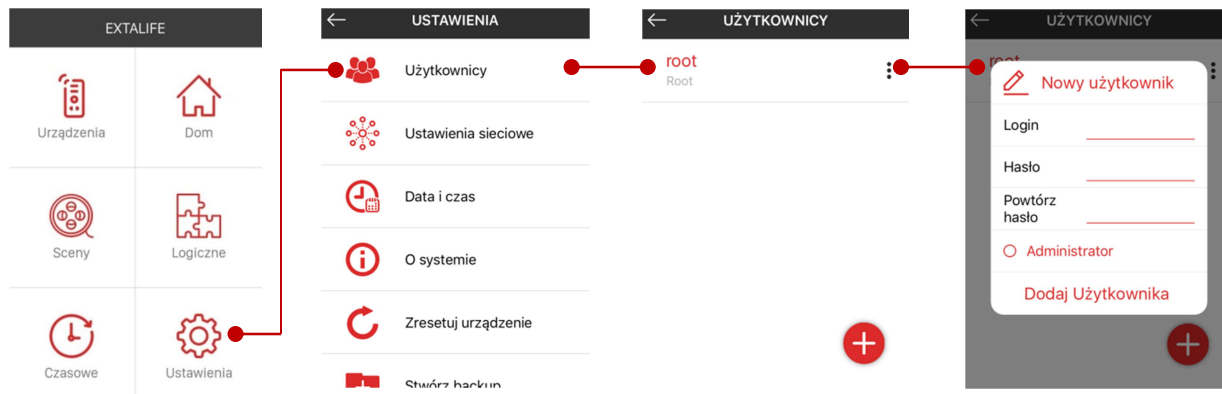 EXTALIFE
Urządzenia
Dom
Sceny
Logiczne
Czasowe
Ustawienia
USTAWIENIA
Użytkownicy
Ustawienia sieciowe
Data i czas
O systemie
Zresetuj urządzenie
Stwórz backup
UŻYTKOWNICY
root
Root
UŻYTKOWNICY
root
Nowy użytkownik
Login
Hasło
Powtórz
hasło
Administrator
Dodaj Użytkownika